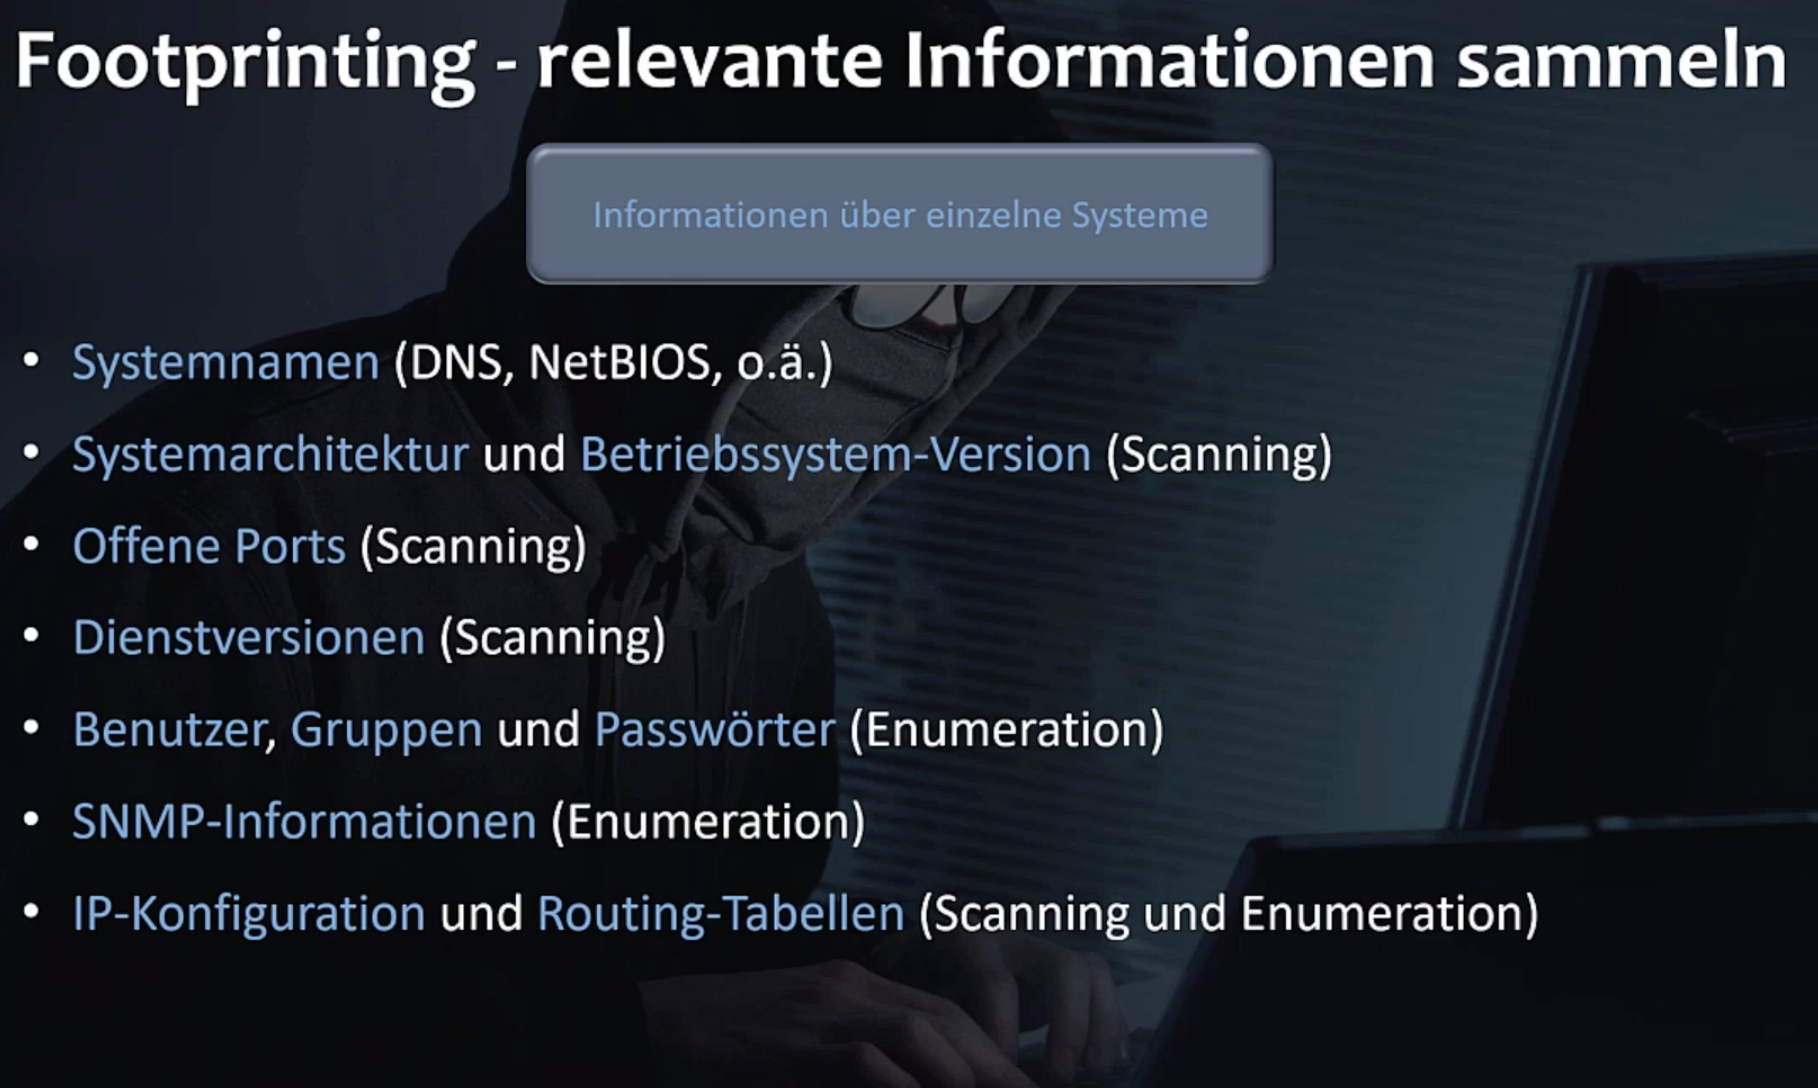 Footprinting - relevante Informationen sammeln
Informationen über einzelne Systeme
• Systemnamen (DNS, NetBIOS, o.ä.)
• Systemarchitektur und Betriebssystem-Version (Scanning)
• Offene Ports (Scanning)
• Dienstversionen (Scanning)
• Benutzer, Gruppen und Passwörter (Enumeration)
• SNMP-Informationen (Enumeration)
• IP-Konfiguration und Routing-Tabellen (Scanning und Enumeration)